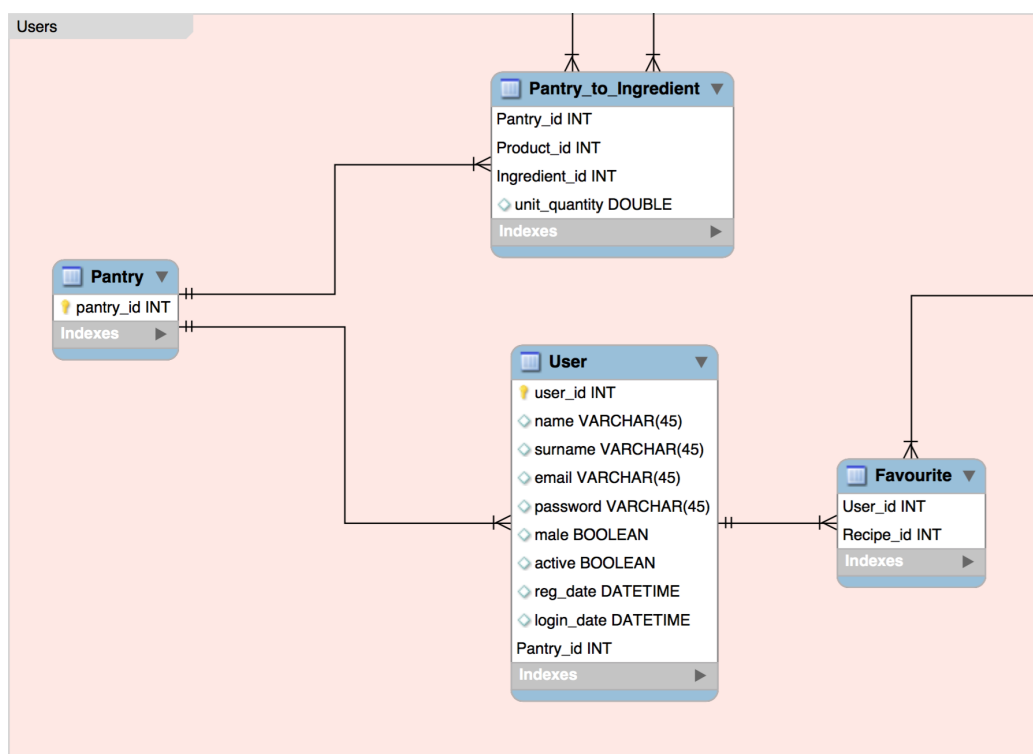 Users
Pantry_to_Ingredient
Pantry_id INT
Product_id INT
Ingredient_id INT
unit_quantity DOUBLE
Indexes
Pantry
pantry_id INT
Indexes
User
user_id INT
name VARCHAR(45)
surname VARCHAR(45)
email VARCHAR(45)
password VARCHAR(45)
male BOOLEAN
active BOOLEAN
reg_date DATETIME
login_date DATETIME
Pantry_id INT
Indexes
Favourite
User_id INT
Recipe_id INT
Indexes